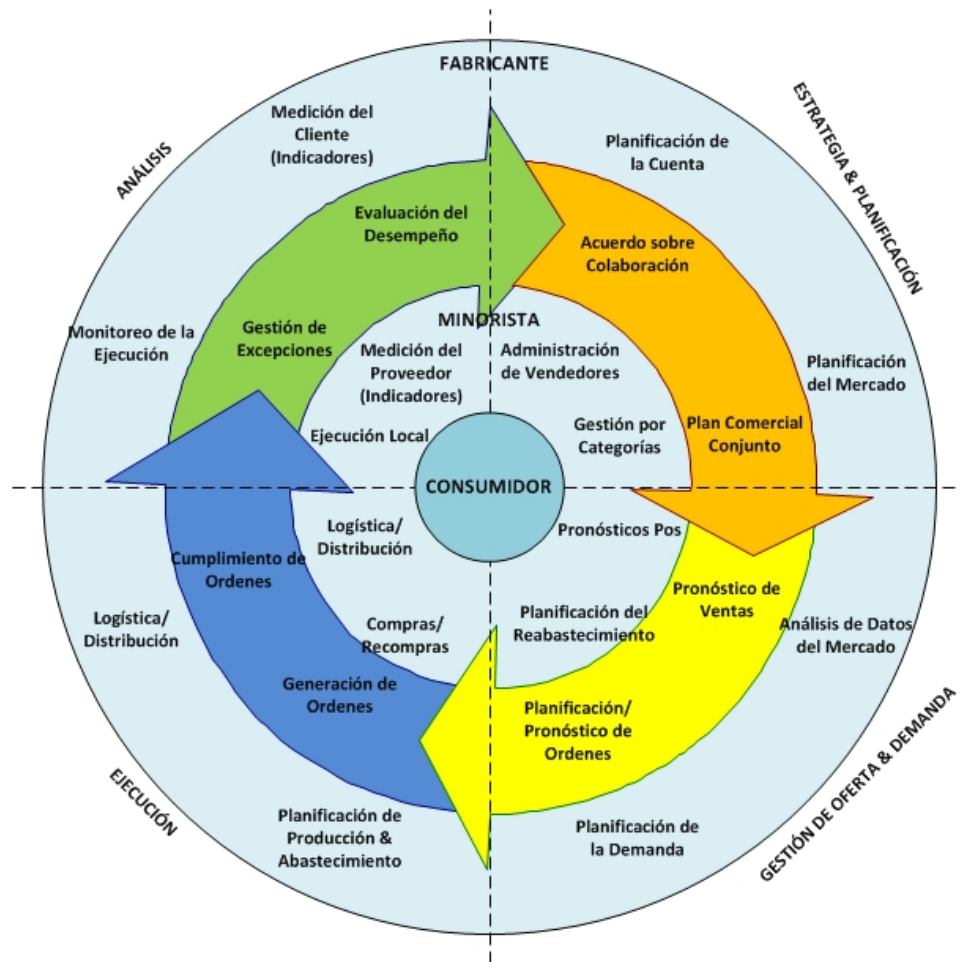 FABRICANTE
Medición del
Cliente
(Indicadores)
ANÁLISIS
ESTRATEGIA & PLANIFICACIÓN
Planificación de
la Cuenta
Evaluación del
Desempeño
Acuerdo sobre
Colaboración
Monitoreo de la
Ejecución
Gestión de
Excepciones
MINORISTA
Medición del
Proveedor
(Indicadores)
Administración
de Vendedores
Planificación
del Mercado
Ejecución Local
Gestión por
Categorías
Plan Comercial
Conjunto
CONSUMIDOR
Logística/
Distribución
Pronósticos Pos
Cumplimiento de
Ordenes
Pronóstico de
Ventas
Logística/
Distribución
Compras/
Recompras
Planificación del
Reabastecimiento
Análisis de Datos
del Mercado
Generación de
Ordenes
Planificación/
Pronóstico de
Ordenes
EJECUCIÓN
GESTIÓN DE OFERTA & DEMANDA
Planificación de
Producción &
Abastecimiento
Planificación de
la Demanda